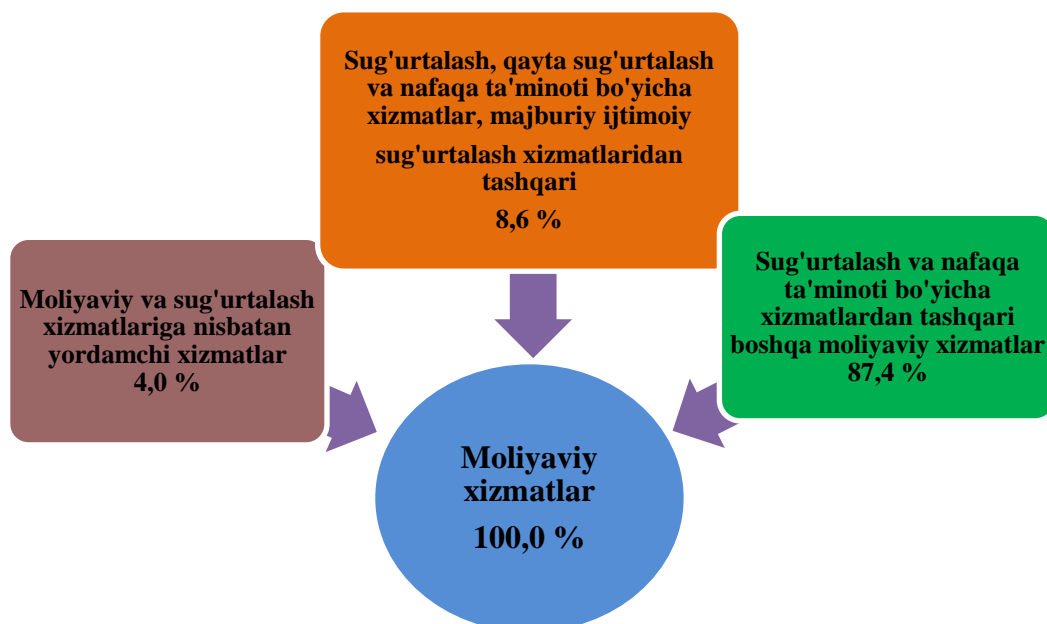 Sug'urtalash, qayta sug'urtalash
va nafaqa ta'minoti bo'yicha
xizmatlar, majburiy ijtimoiy
sug'urtalash xizmatlaridan
tashqari
8,6 %
Moliyaviy va sug'urtalash
xizmatlariga nisbatan
yordamchi xizmatlar
4,0 %
Sug'urtalash va nafaqa
ta'minoti bo'yicha
xizmatlardan tashqari
boshqa moliyaviy xizmatlar
87,4 %
Moliyaviy
xizmatlar
100,0 %